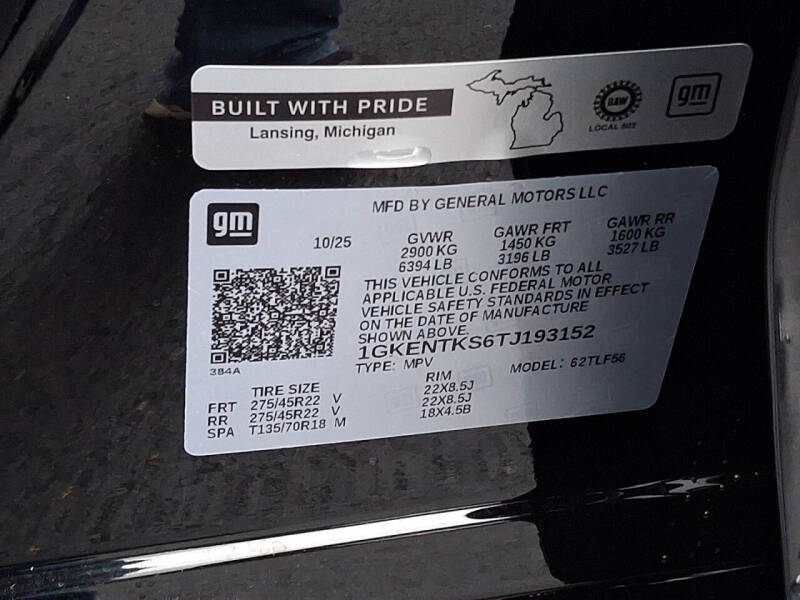 BUILT WITH PRIDE
Lansing, Michigan
UAW
LOCAL 602
gm
gm
MFD BY GENERAL MOTORS LLC
10/25
GVWR
2900 KG
6394 LB
GAWR FRT
1450 KG
3196 LB
GAWR RR
1600 KG
3527 LB
THIS VEHICLE CONFORMS TO ALL
APPLICABLE U.S. FEDERAL MOTOR
VEHICLE SAFETY STANDARDS IN EFFECT
ON THE DATE OF MANUFACTURE
SHOWN ABOVE.
1GKENTKS6TJ193152
TYPE: MPV
MODEL: 62TLF56
384A
TIRE SIZE RIM
FRT 275/45R22 V 22X8.5J
RR 275/45R22 V 22X8.5J
SPA T135/70R18 M 18X4.5B